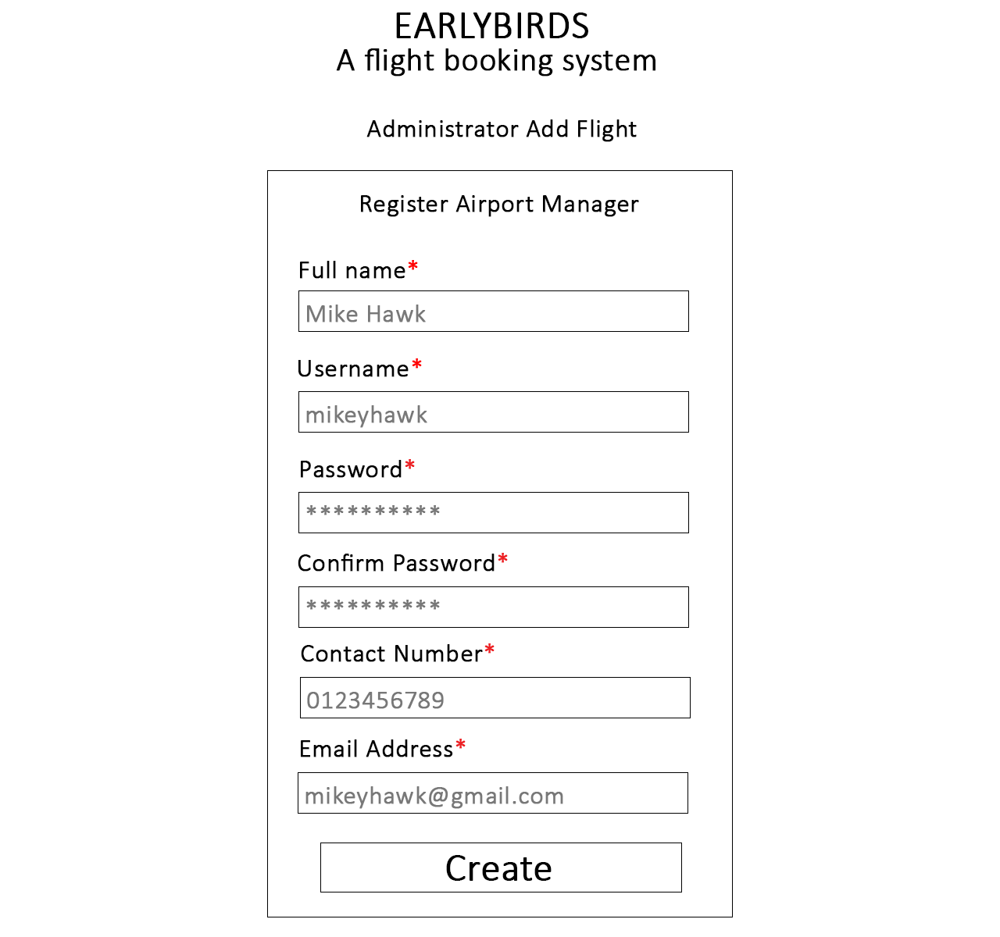 EARLYBIRDS
A flight booking system
Administrator Add Flight
Register Airport Manager
Full name*
Mike Hawk
Username*
mikeyhawk
Password*
**********
Confirm Password*
**********
Contact Number*
0123456789
Email Address*
mikeyhawk@gmail.com
Create